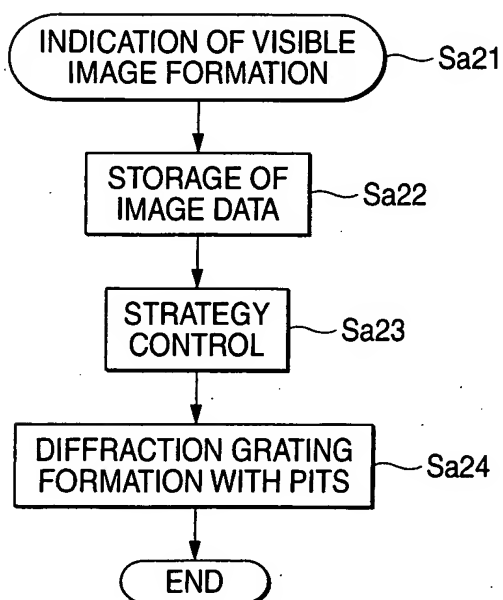 INDICATION OF VISIBLE
IMAGE FORMATION
Sa21
STORAGE OF
IMAGE DATA
Sa22
STRATEGY
CONTROL
Sa23
DIFFRACTION GRATING
FORMATION WITH PITS
Sa24
END